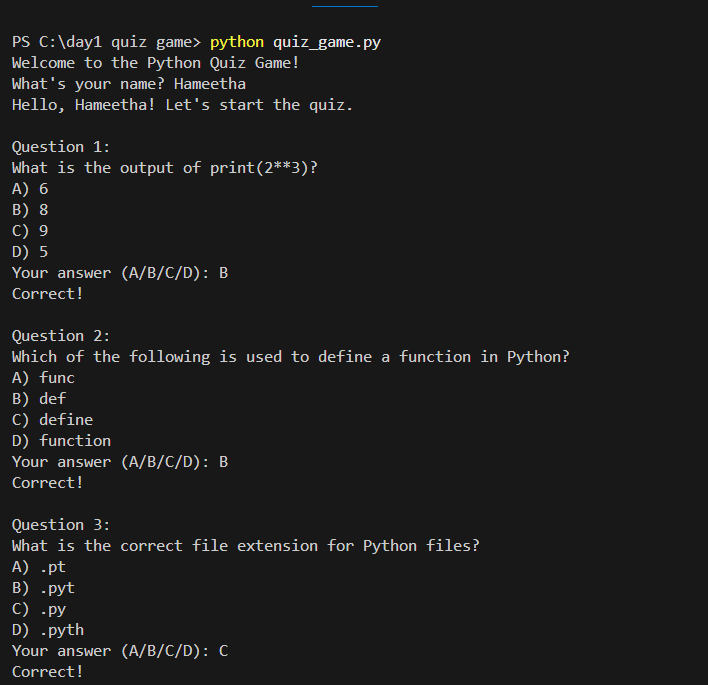 PS C:\day1 quiz game> python quiz_game.py
Welcome to the Python Quiz Game!
What's your name? Hameetha
Hello, Hameetha! Let's start the quiz.
Question 1:
What is the output of print(2**3)?
A) 6
B) 8
C) 9
D) 5
Your answer (A/B/C/D): B
Correct!
Question 2:
Which of the following is used to define a function in Python?
A) func
B) def
C) define
D) function
Your answer (A/B/C/D): B
Correct!
Question 3:
What is the correct file extension for Python files?
A) .pt
B) .pyt
C) .py
D) .pyth
Your answer (A/B/C/D): C
Correct!